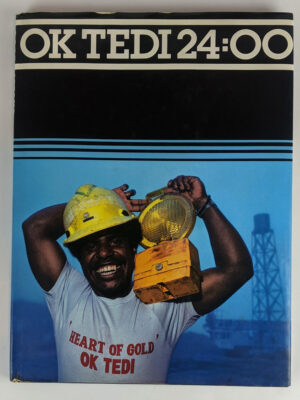 OK TEDI 24:00
'HEART OF GOLD'
OK TEDI